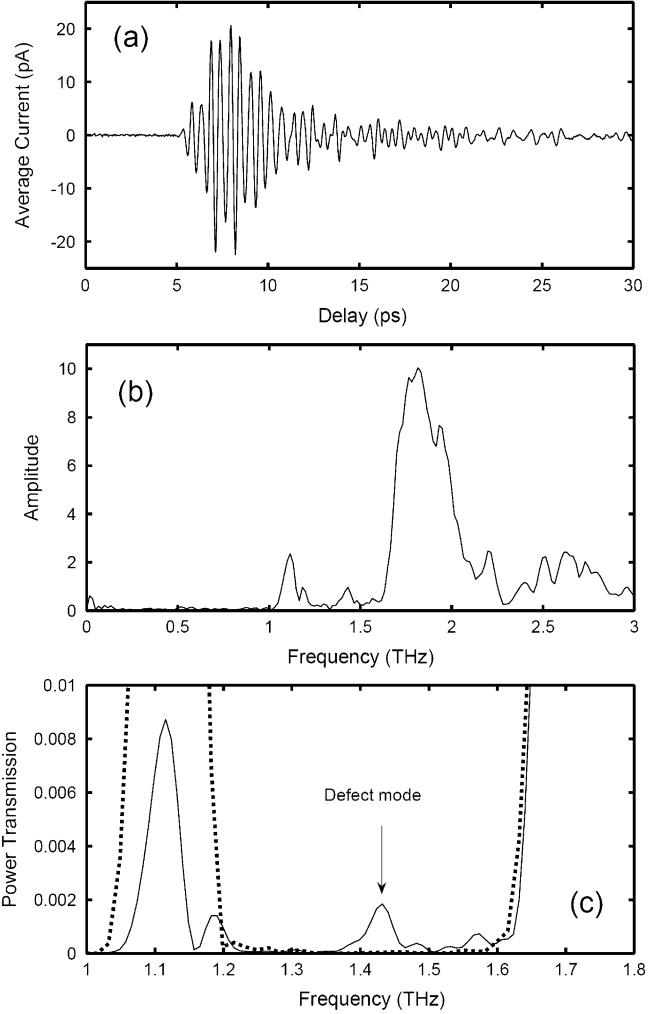 (a)
Average Current (pA)
20
10
0
-10
-20
0 5 10 15 20 25 30
Delay (ps)
(b)
Amplitude
10
8
6
4
2
0
0 0.5 1 1.5 2 2.5 3
Frequency (THz)
Power Transmission
0.01
0.008
0.006
0.004
0.002
0
Defect mode
(c)
1 1.1 1.2 1.3 1.4 1.5 1.6 1.7 1.8
Frequency (THz)